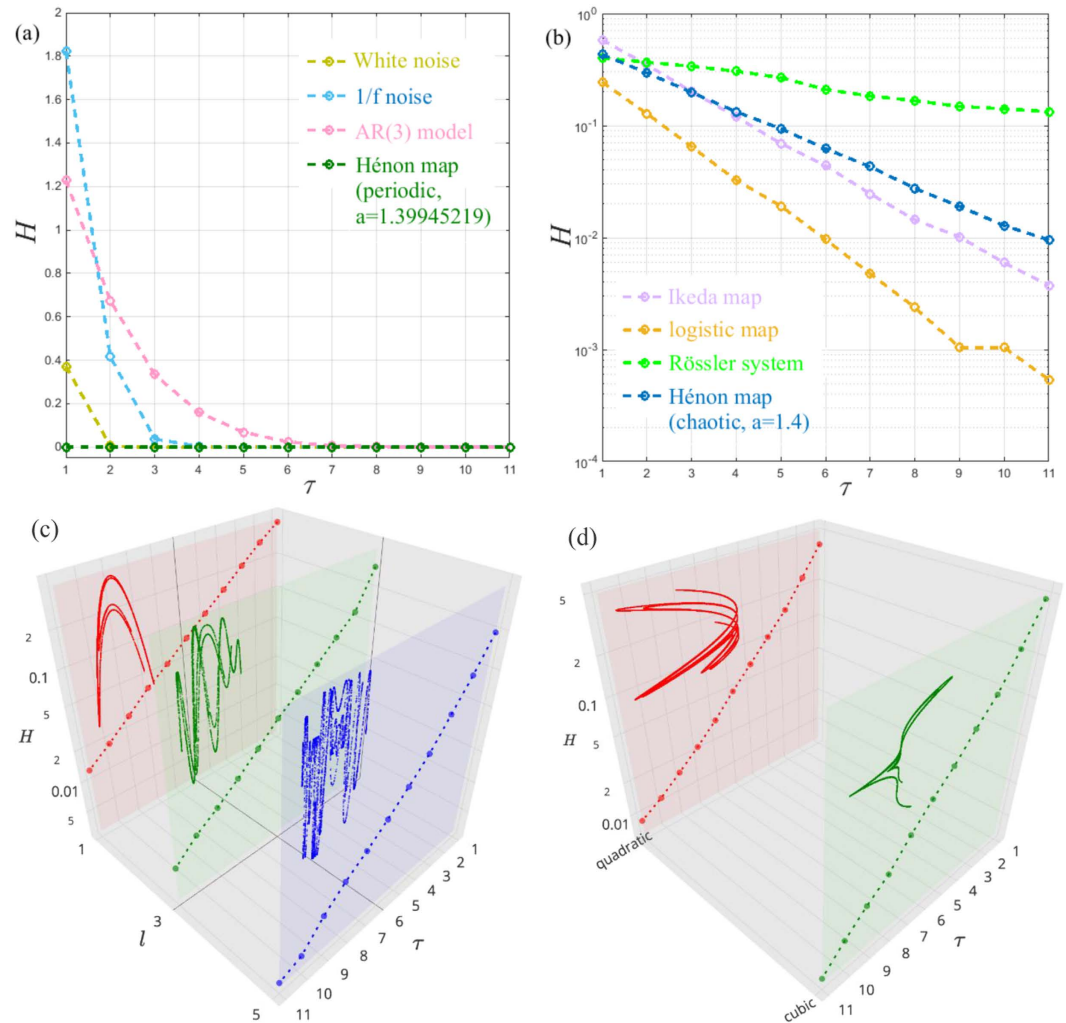 (a)
2
1.8
1.6
1.4
1.2
1
0.8
0.6
0.4
0.2
0
H
White noise
1/f noise
AR(3) model
Hénon map
(periodic,
a=1.39945219)
1 2 3 4 5 6 7 8 9 10 11
τ
(b)
10^0
10^-1
10^-2
10^-3
10^-4
H
Ikeda map
logistic map
Rössler system
Hénon map
(chaotic, a=1.4)
1 2 3 4 5 6 7 8 9 10 11
τ
(c)
2
0.1
5
H
2
0.01
5
1
3
5
l
1
2
3
4
5
6
7
8
9
10
11
τ
(d)
5
2
0.1
H
5
2
0.01
quadratic
cubic
1
2
3
4
5
6
7
8
9
10
11
τ